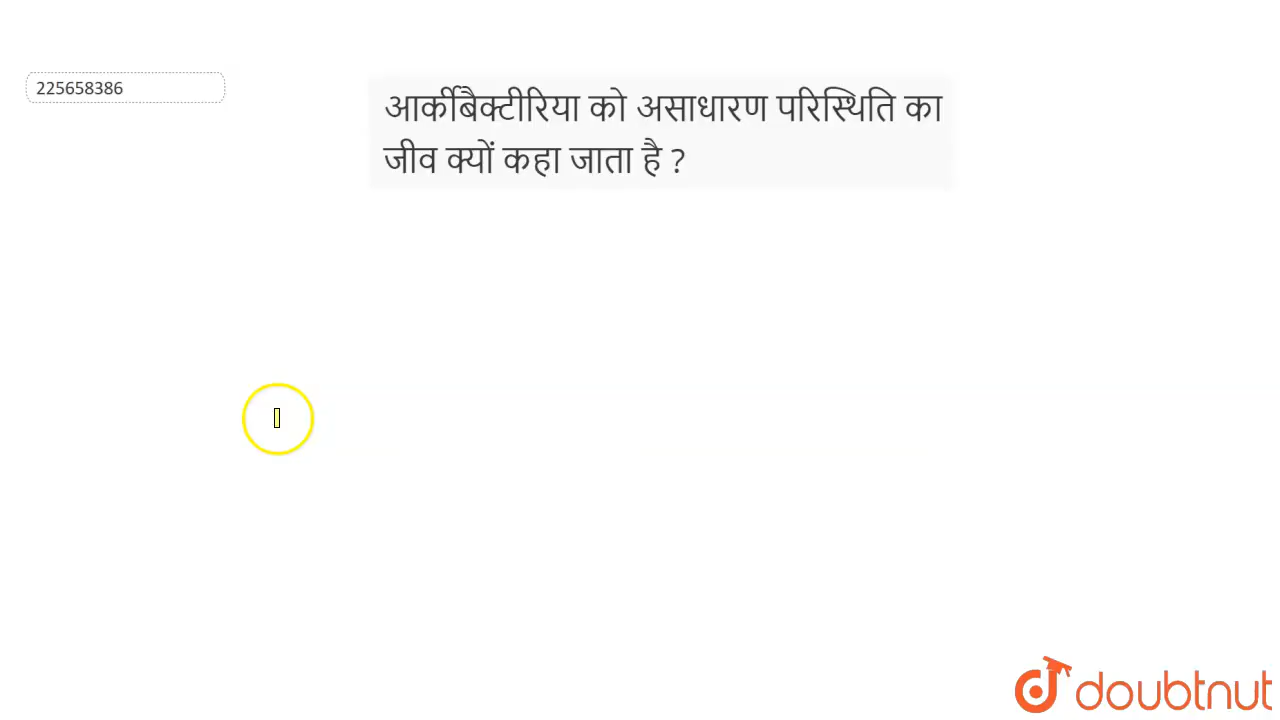 225658386
आर्कीबैक्टीरिया को असाधारण परिस्थिति का
जीव क्यों कहा जाता है ?
doubtnut